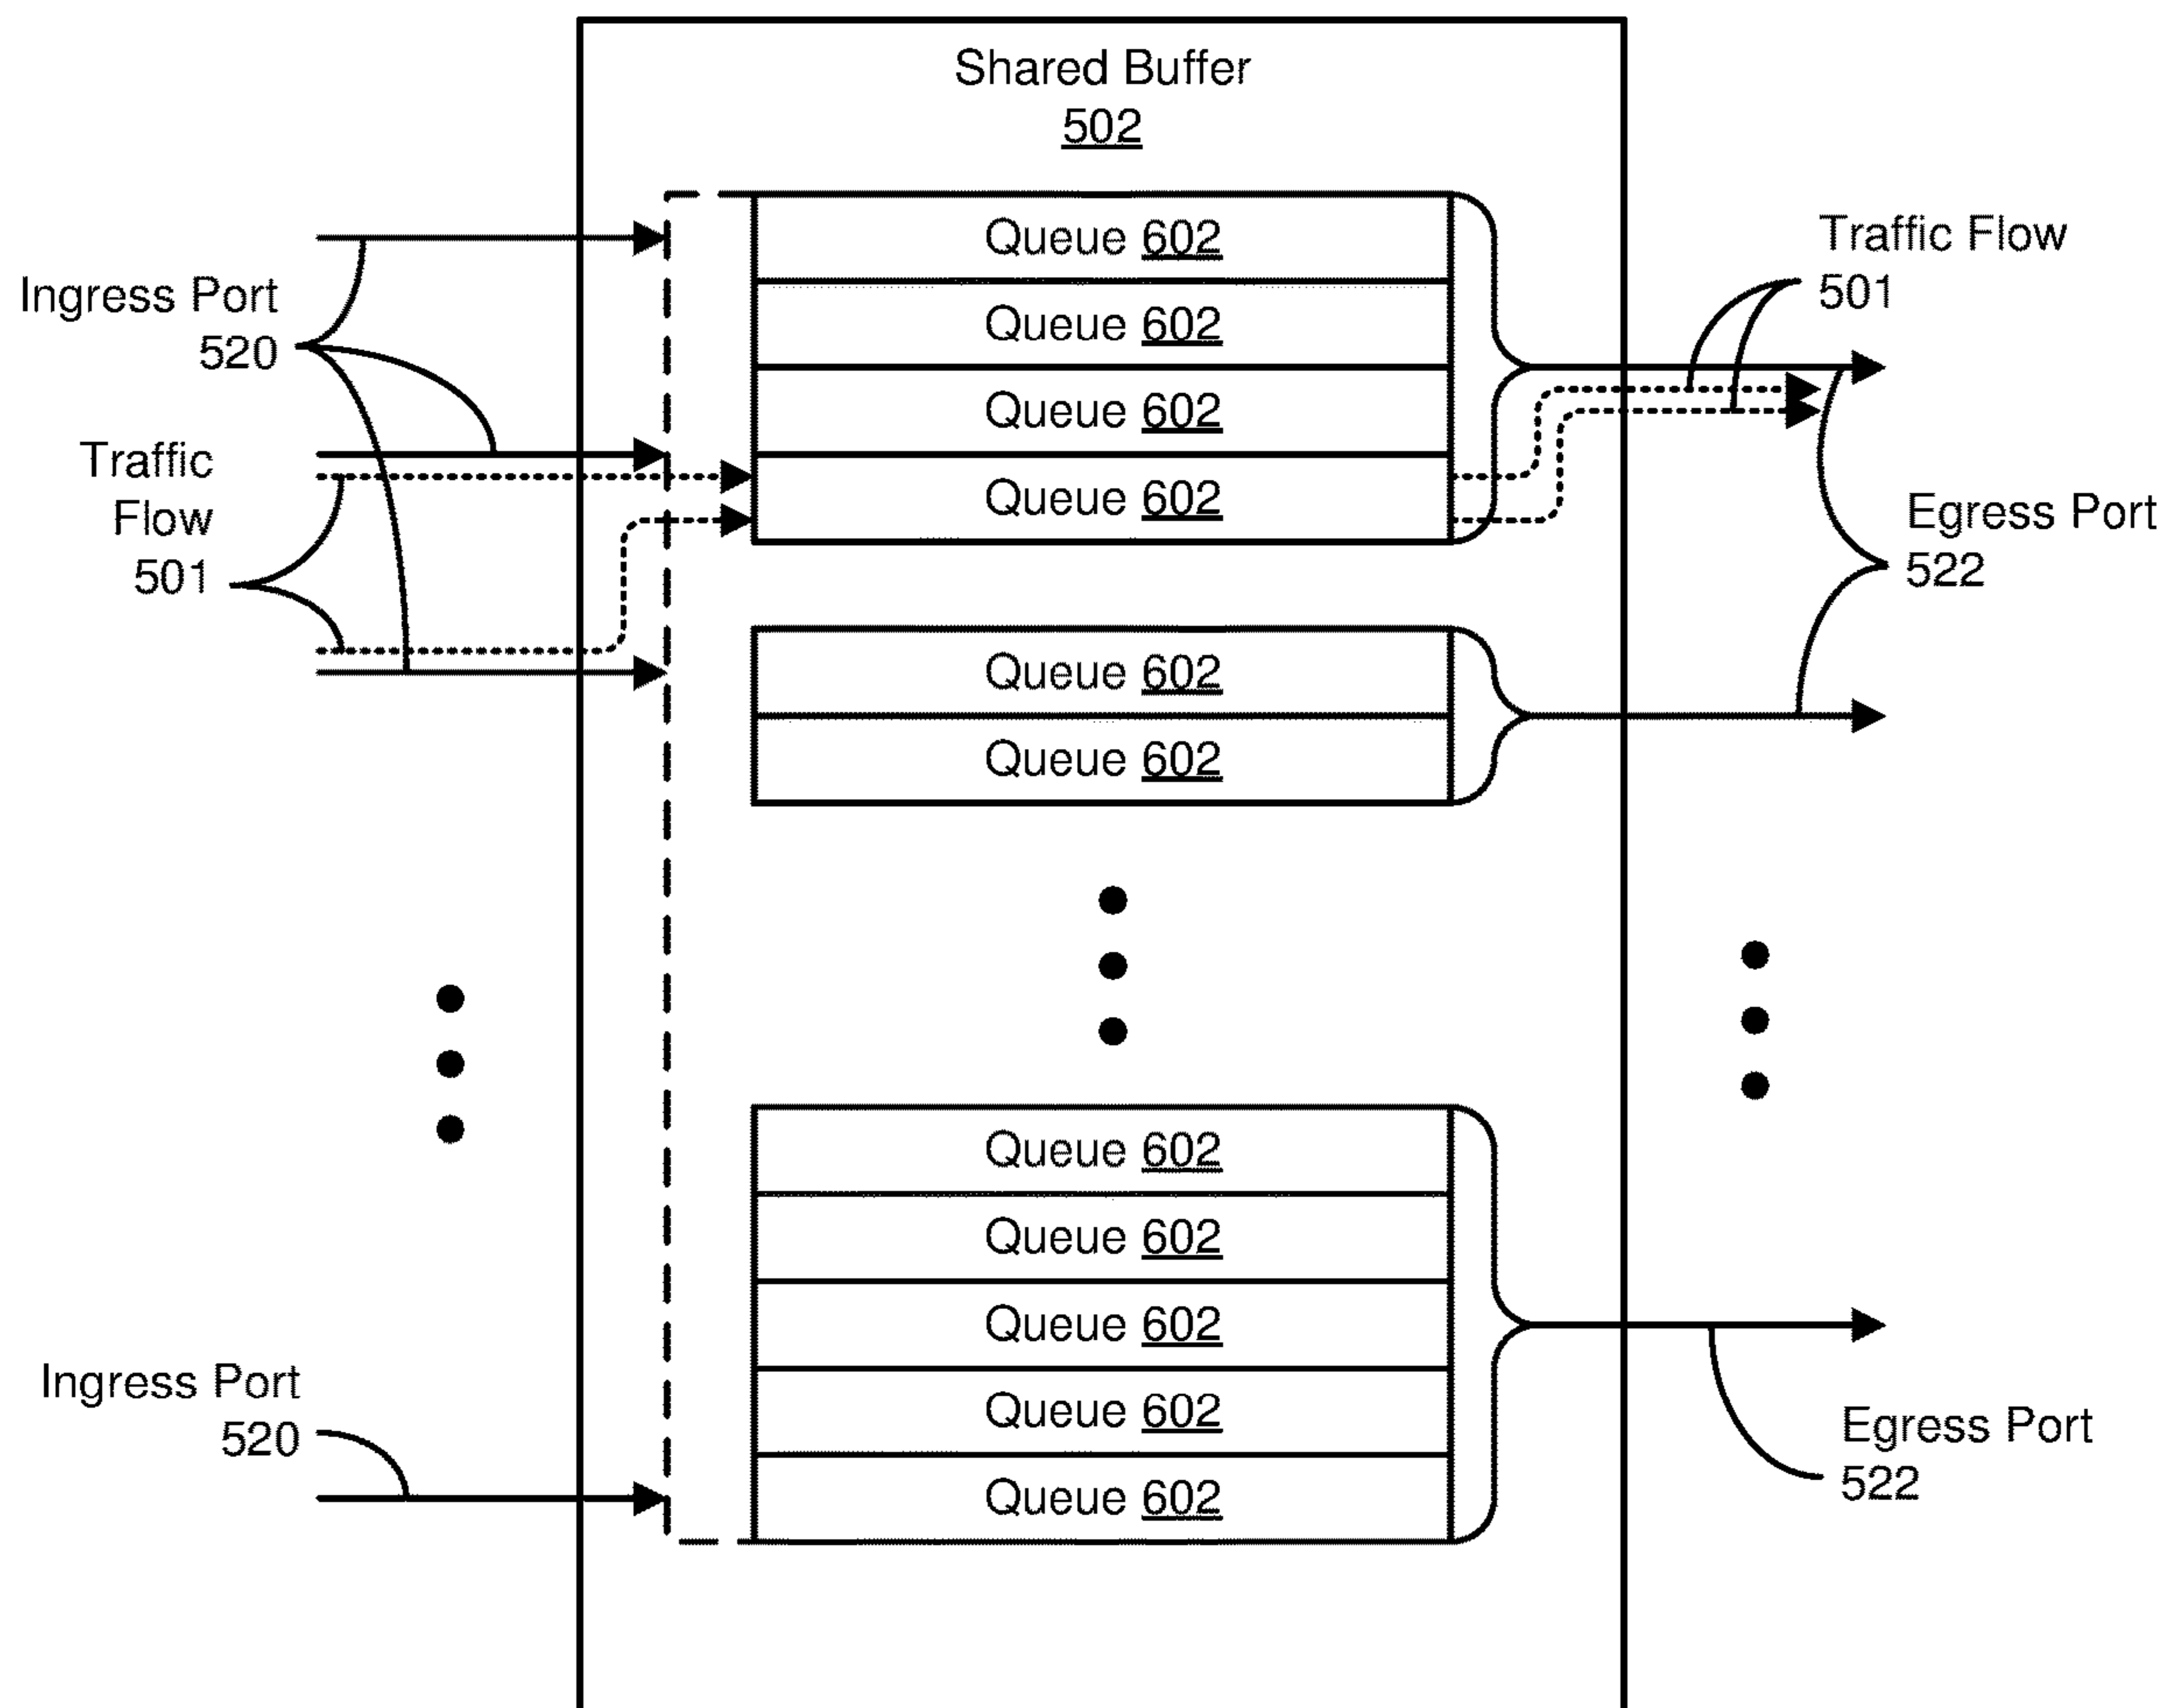 Shared Buffer
502
Queue 602
Traffic Flow
501
Ingress Port
520
Queue 602
Queue 602
Traffic
Flow
501
Queue 602
Egress Port
522
Queue 602
Queue 602
Queue 602
Queue 602
Queue 602
Ingress Port
520
Queue 602
Egress Port
522
Queue 602